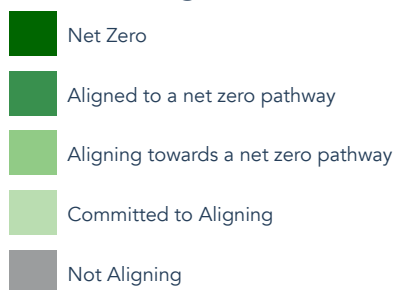 Net Zero
Aligned to a net zero pathway
Aligning towards a net zero pathway
Committed to Aligning
Not Aligning